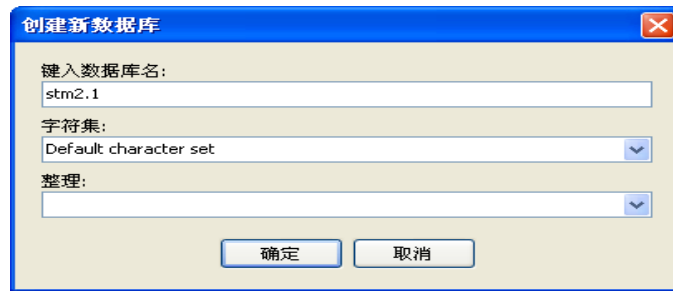 创建新数据库
键入数据库名:
stm2.1
字符集:
Default character set
整理:
确定 取消